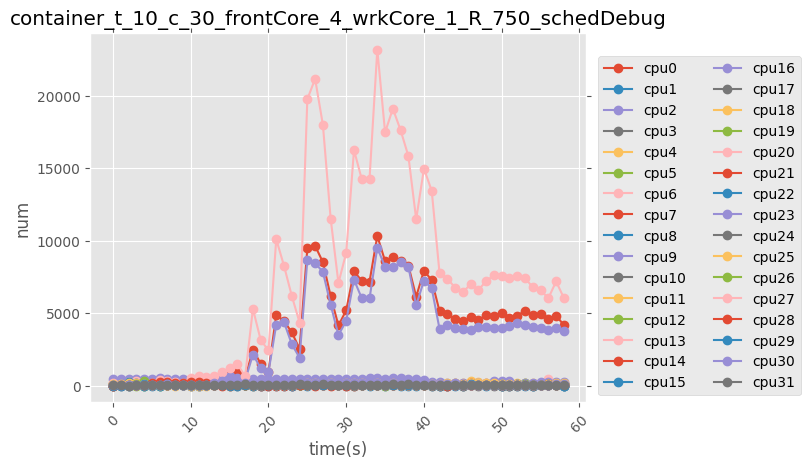 container_t_10_c_30_frontCore_4_wrkCore_1_R_750_schedDebug
num
20000
15000
10000
5000
0
0
10
20
30
40
50
60
time(s)
cpu0
cpu1
cpu2
cpu3
cpu4
cpu5
cpu6
cpu7
cpu8
cpu9
cpu10
cpu11
cpu12
cpu13
cpu14
cpu15
cpu16
cpu17
cpu18
cpu19
cpu20
cpu21
cpu22
cpu23
cpu24
cpu25
cpu26
cpu27
cpu28
cpu29
cpu30
cpu31